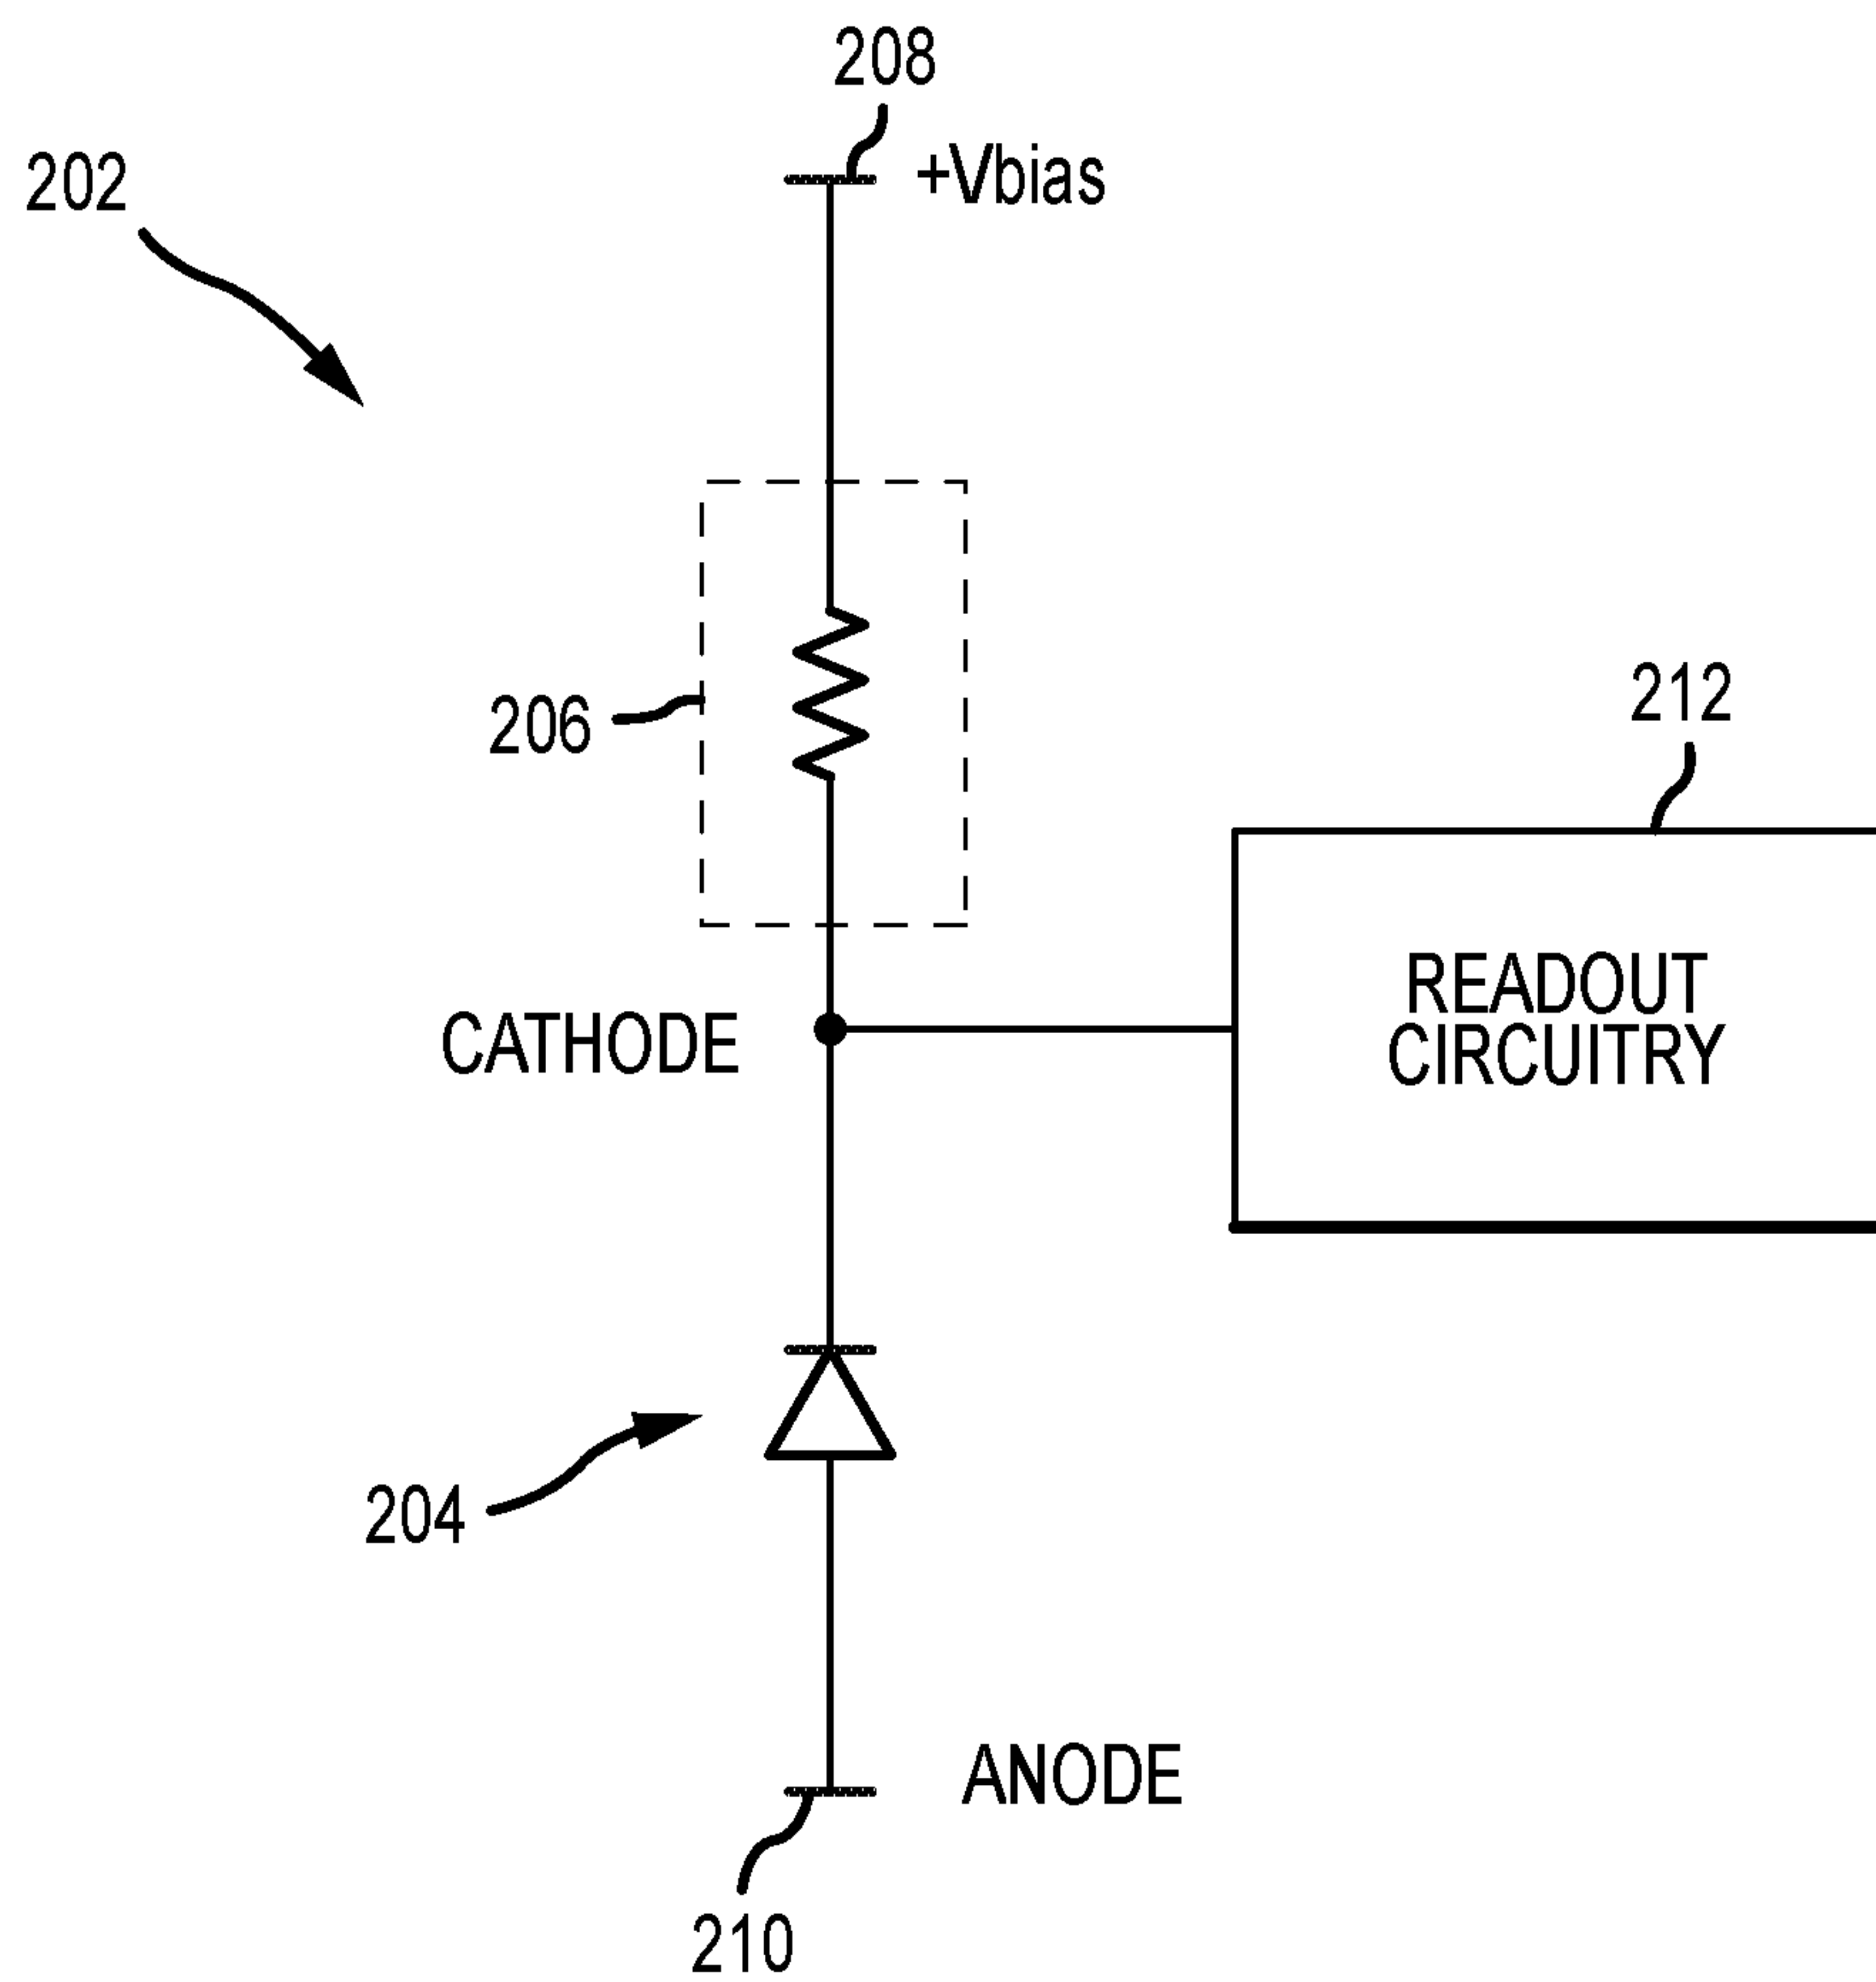 208
202
+Vbias
206
212
READOUT
CIRCUITRY
CATHODE
204
ANODE
210